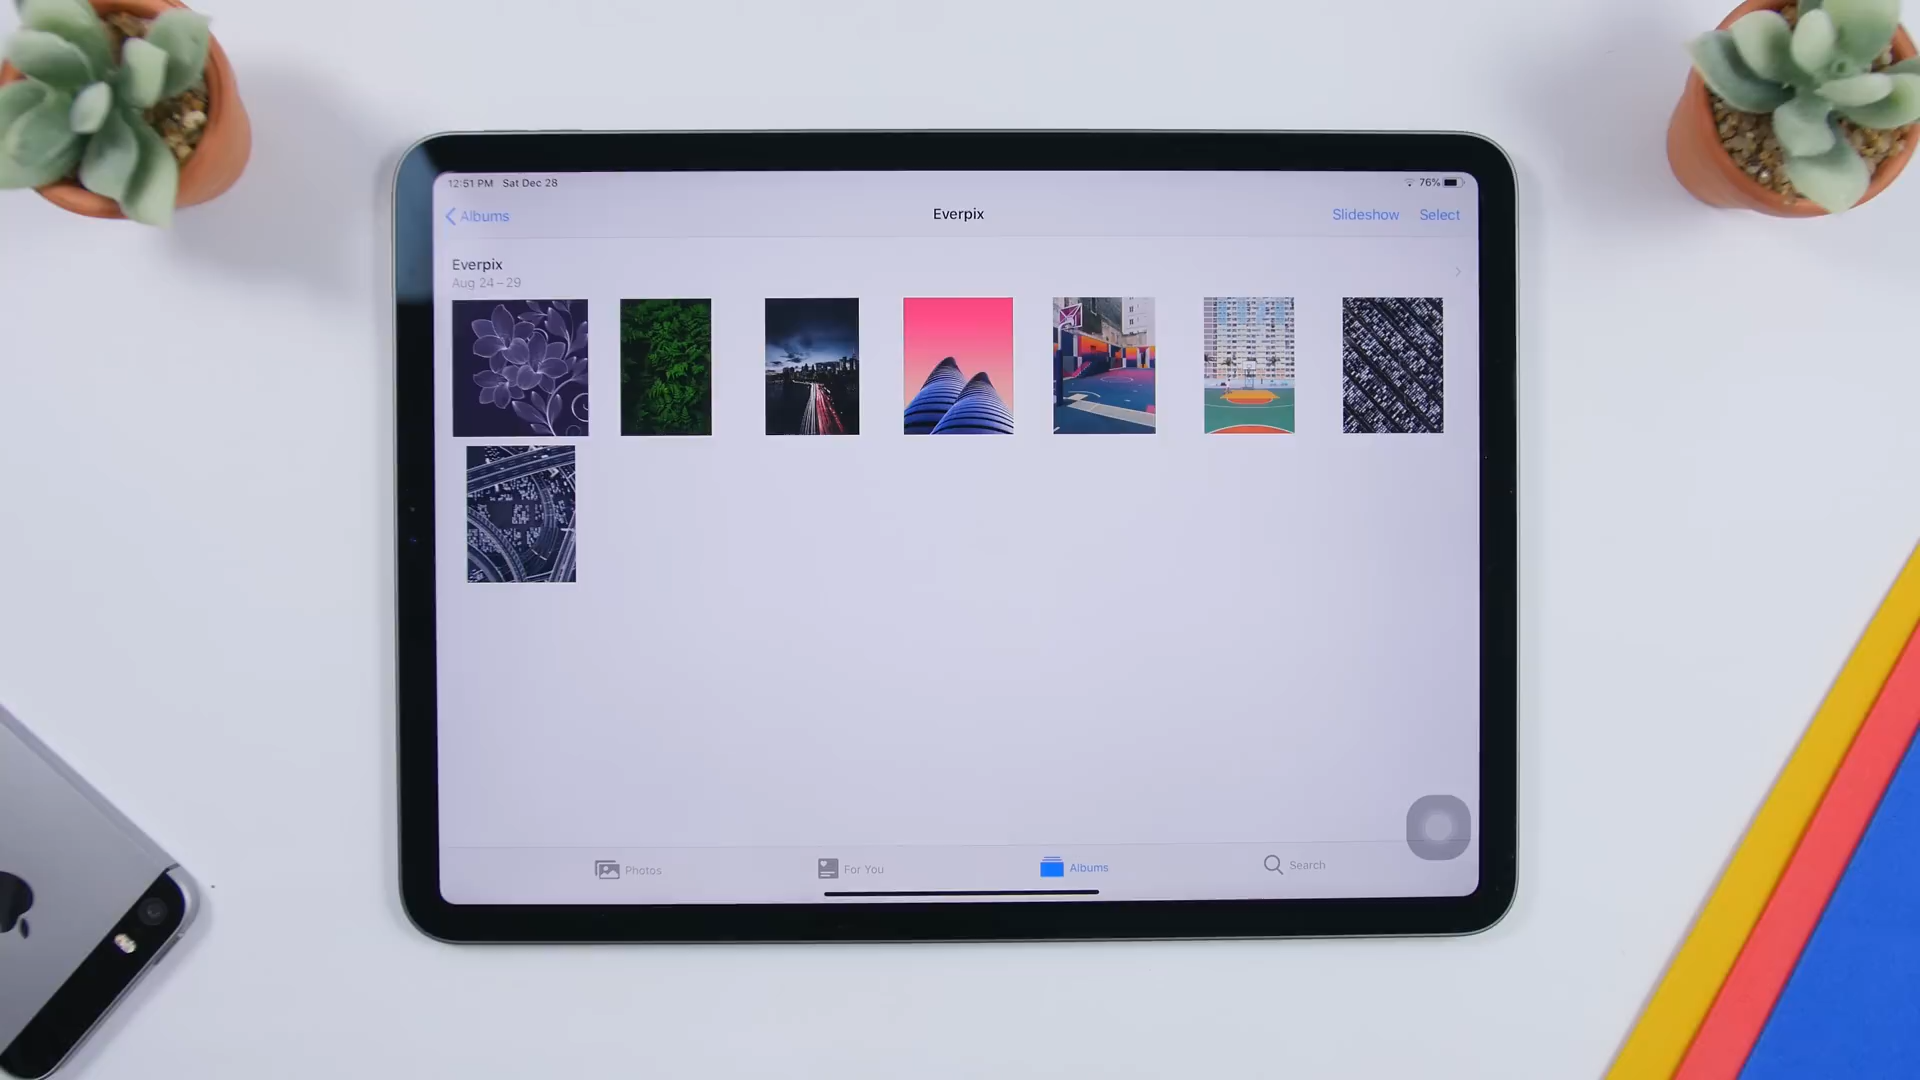 12:51 PM Sat Dec 28
76%
Albums
Everpix
Slideshow Select
Everpix
Aug 24 – 29
Photos
For You
Albums
Search